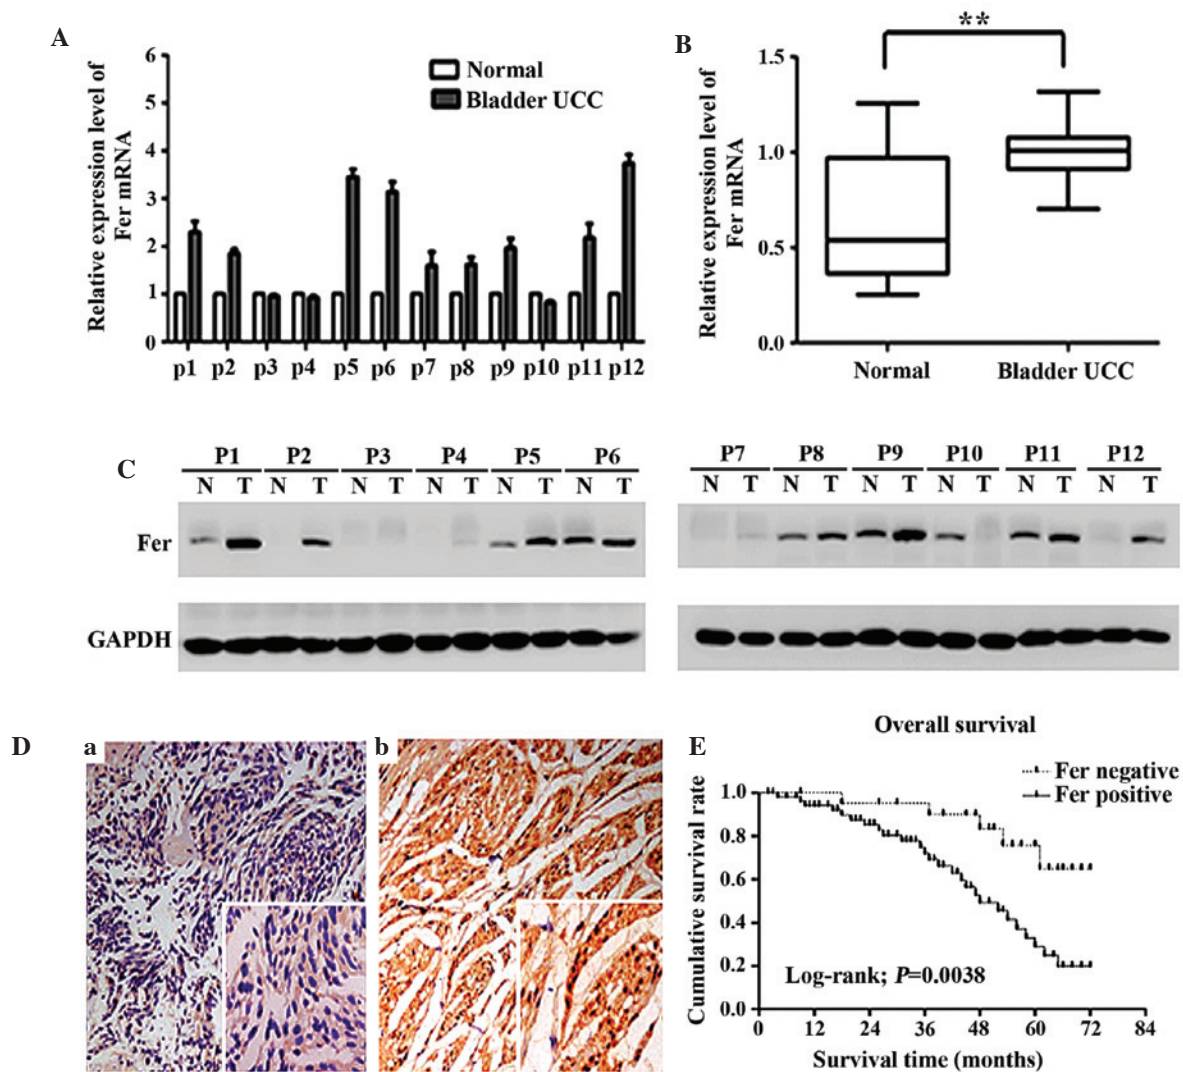 A
Relative expression level of
Fer mRNA
6
5
4
3
2
1
0
Normal
Bladder UCC
p1 p2 p3 p4 p5 p6 p7 p8 p9 p10 p11 p12
B
Relative expression level of
Fer mRNA
1.5
1.0
0.5
0.0
**
Normal Bladder UCC
C
P1 P2 P3 P4 P5 P6
N T N T N T N T N T N T
P7 P8 P9 P10 P11 P12
N T N T N T N T N T N T
Fer
GAPDH
D
a
b
E
Overall survival
Fer negative
Fer positive
Cumulative survival rate
1.0
0.8
0.6
0.4
0.2
0.0
Log-rank; P=0.0038
0 12 24 36 48 60 72 84
Survival time (months)